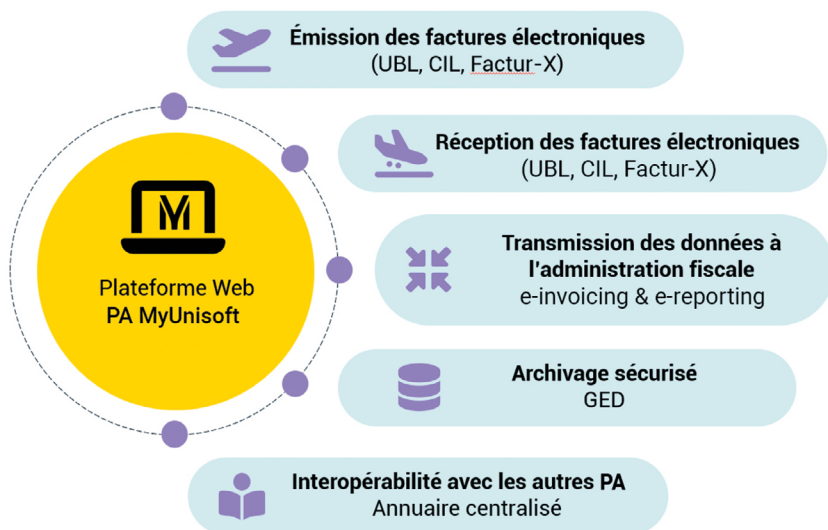 Émission des factures électroniques
(UBL, CIL, Factur-X)
Réception des factures électroniques
(UBL, CIL, Factur-X)
Transmission des données à
l'administration fiscale
e-invoicing & e-reporting
Plateforme Web
PA MyUnisoft
Archivage sécurisé
GED
Interopérabilité avec les autres PA
Annuaire centralisé